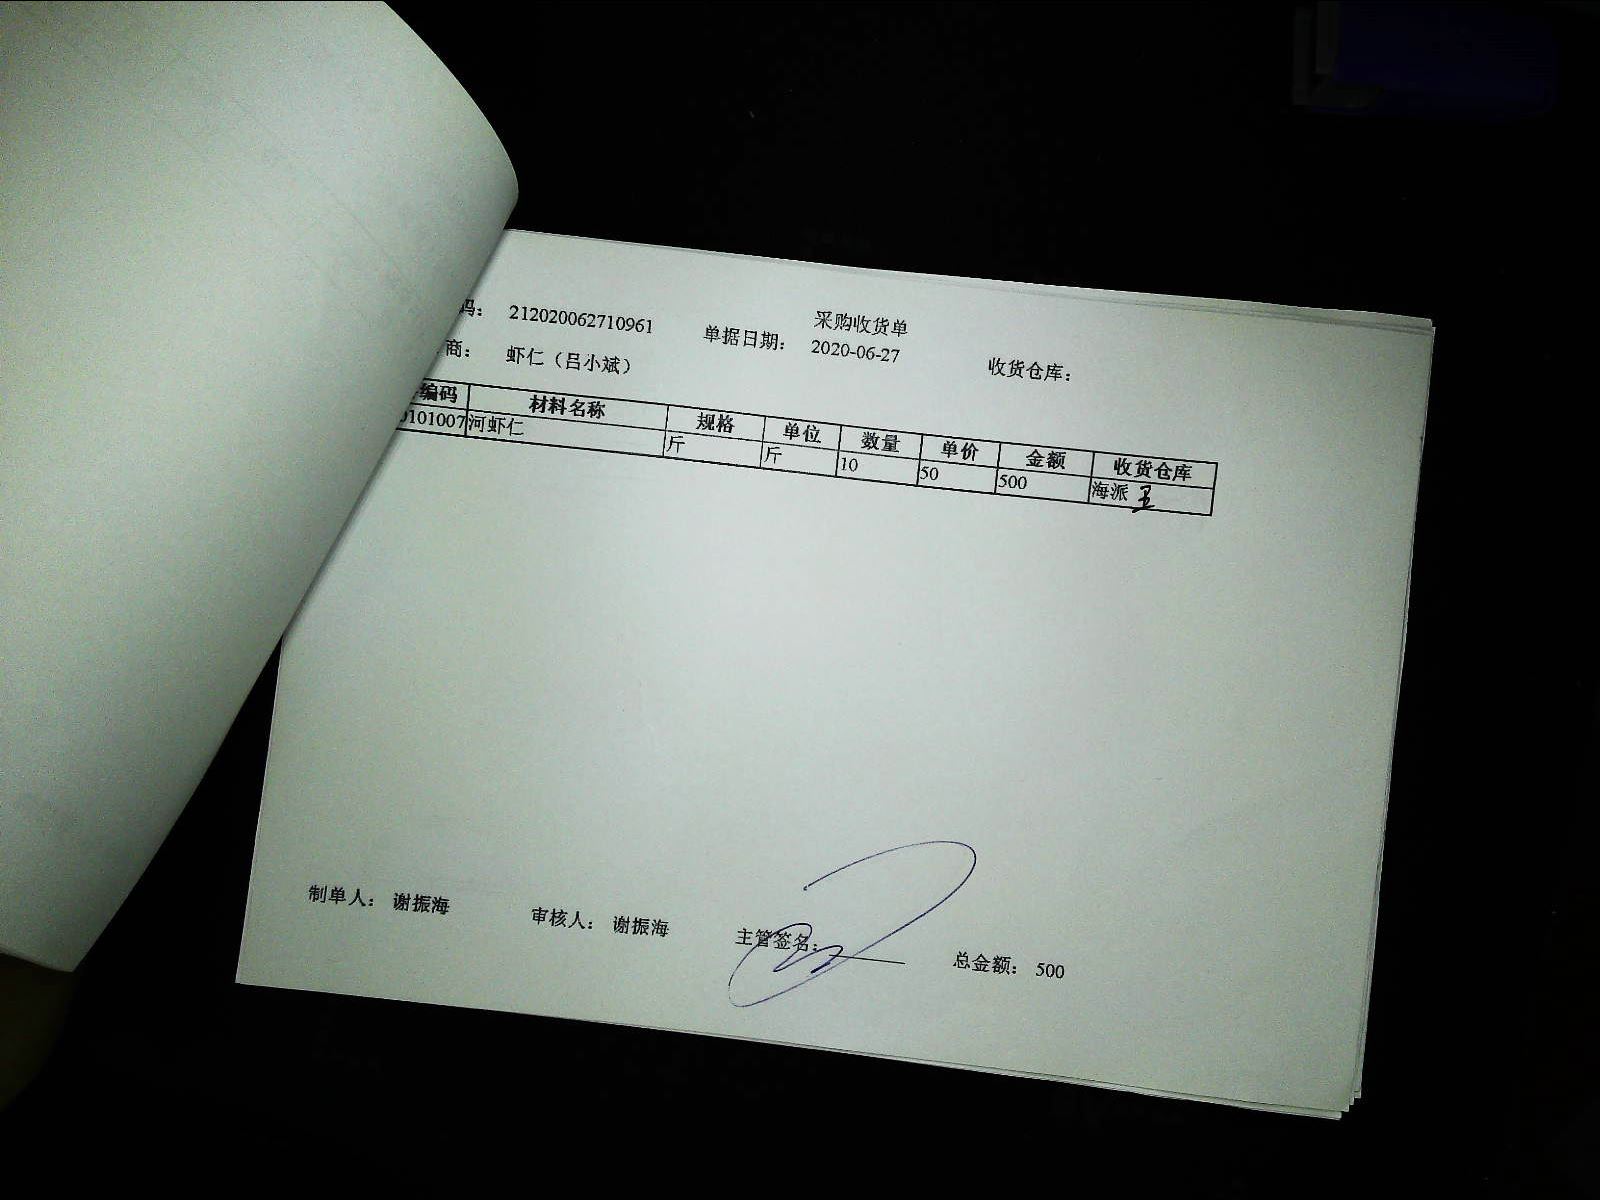 采购收货单
码： 212020062710961 单据日期： 2020-06-27 收货仓库：
商： 虾仁（吕小斌）
编码 材料名称 规格 单位 数量 单价 金额 收货仓库
0101007 河虾仁 斤 斤 10 50 500 海派
制单人： 谢振海 审核人： 谢振海 主管签名： 总金额： 500